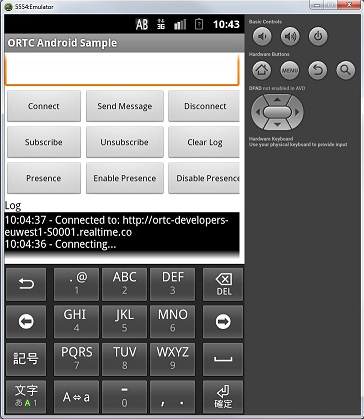 5554:Emulator
AB 3G 10:43
ORTC Android Sample
Connect Send Message Disconnect
Subscribe Unsubscribe Clear Log
Presence Enable Presence Disable Presence
Log
10:04:37 - Connected to: http://ortc-developers-
euwest1-S0001.realtime.co
10:04:36 - Connecting...
. @ ABC DEF
1 2 3 DEL
GHI JKL MNO
4 5 6
記号 PQRS TUV WXYZ
7 8 9
文字 A⇔a - , .
あ A 1 0 確定
Basic Controls
Hardware Buttons
MENU
DPAD not enabled in AVD
Hardware Keyboard
Use your physical keyboard to provide input